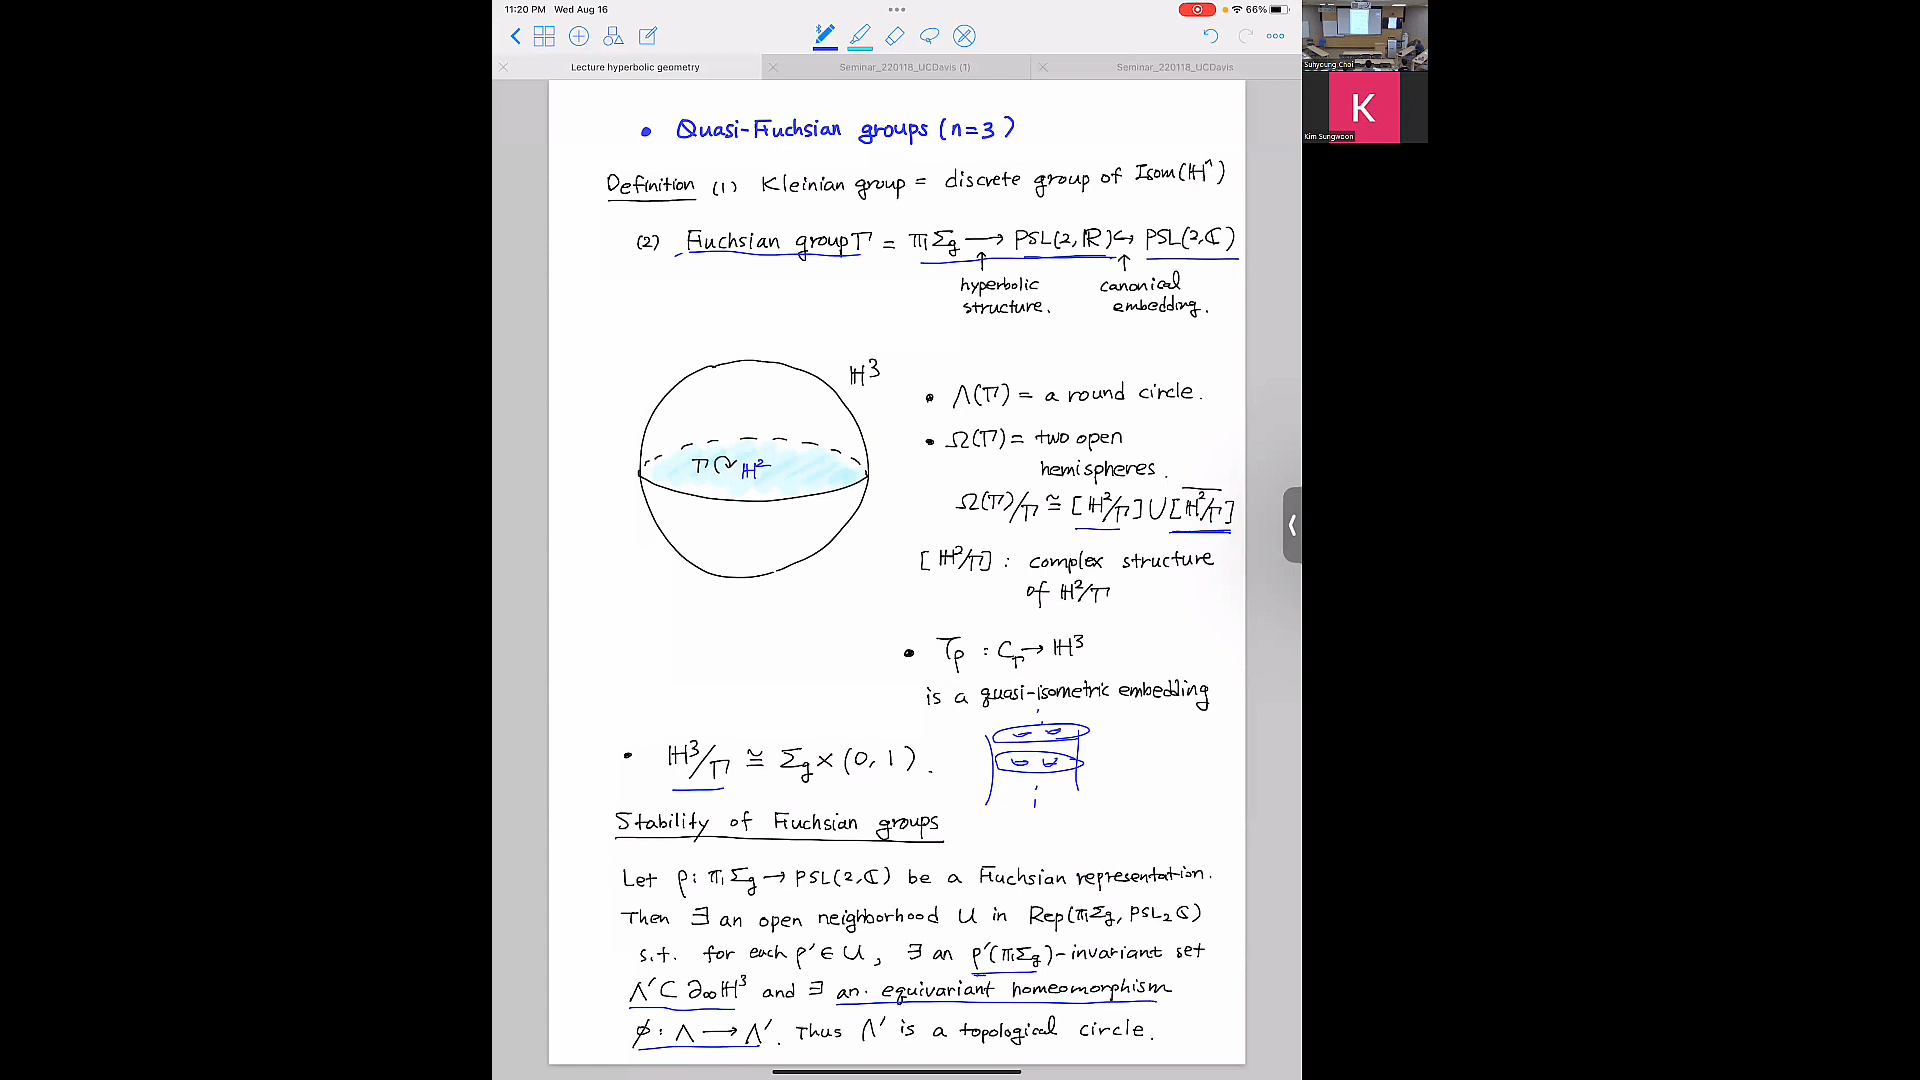 11:20 PM Wed Aug 16
66%
Lecture hyperbolic geometry
Seminar_220118_UCDavis (1)
Seminar_220118_UCDavis
Suhyoung Choi
K
Kim Sungwoon
• Quasi-Fuchsian groups (n=3)
Definition (1) Kleinian group = discrete group of Isom(ℍⁿ)
(2) Fuchsian group Γ = π₁Σg → PSL(2,ℝ) ↪ PSL(2,ℂ)
↑ ↑
hyperbolic canonical
structure. embedding.
ℍ³
Γ ↷ ℍ²
• Λ(Γ) = a round circle.
• Ω(Γ) = two open
hemispheres.
Ω(Γ)/Γ ≅ [ℍ²/Γ] ∪ [\overline{ℍ²/Γ}]
[ℍ²/Γ] : complex structure
of ℍ²/Γ
• τρ : CΓ → ℍ³
is a quasi-isometric embedding
• ℍ³/Γ ≅ Σg × (0,1).
Stability of Fuchsian groups
Let ρ: π₁Σg → PSL(2,ℂ) be a Fuchsian representation.
Then ∃ an open neighborhood U in Rep(π₁Σg, PSL₂ℂ)
s.t. for each ρ′ ∈ U, ∃ an ρ′(π₁Σg)-invariant set
Λ′ ⊂ ∂∞ℍ³ and ∃ an equivariant homeomorphism
φ : Λ → Λ′. Thus Λ′ is a topological circle.